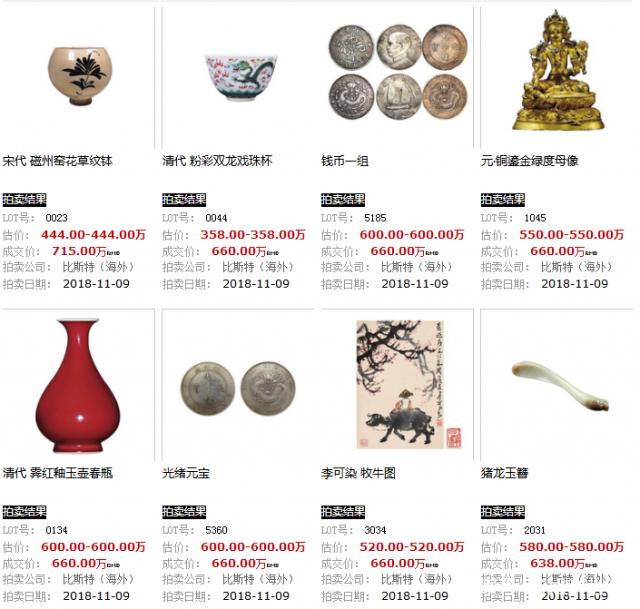 宋代 磁州窑花草纹钵
拍卖结果
LOT号： 0023
估价： 444.00-444.00万
成交价： 715.00万
拍卖公司： 比斯特（海外）
拍卖日期： 2018-11-09
清代 粉彩双龙戏珠杯
拍卖结果
LOT号： 0044
估价： 358.00-358.00万
成交价： 660.00万
拍卖公司： 比斯特（海外）
拍卖日期： 2018-11-09
钱币一组
拍卖结果
LOT号： 5185
估价： 600.00-600.00万
成交价： 660.00万
拍卖公司： 比斯特（海外）
拍卖日期： 2018-11-09
元·铜鎏金绿度母像
拍卖结果
LOT号： 1045
估价： 550.00-550.00万
成交价： 660.00万
拍卖公司： 比斯特（海外）
拍卖日期： 2018-11-09
清代 霁红釉玉壶春瓶
拍卖结果
LOT号： 0134
估价： 600.00-600.00万
成交价： 660.00万
拍卖公司： 比斯特（海外）
拍卖日期： 2018-11-09
光绪元宝
拍卖结果
LOT号： 5360
估价： 600.00-600.00万
成交价： 660.00万
拍卖公司： 比斯特（海外）
拍卖日期： 2018-11-09
李可染 牧牛图
拍卖结果
LOT号： 3034
估价： 520.00-520.00万
成交价： 660.00万
拍卖公司： 比斯特（海外）
拍卖日期： 2018-11-09
猪龙玉簪
拍卖结果
LOT号： 2031
估价： 580.00-580.00万
成交价： 638.00万
拍卖公司： 比斯特（海外）
拍卖日期： 2018-11-09